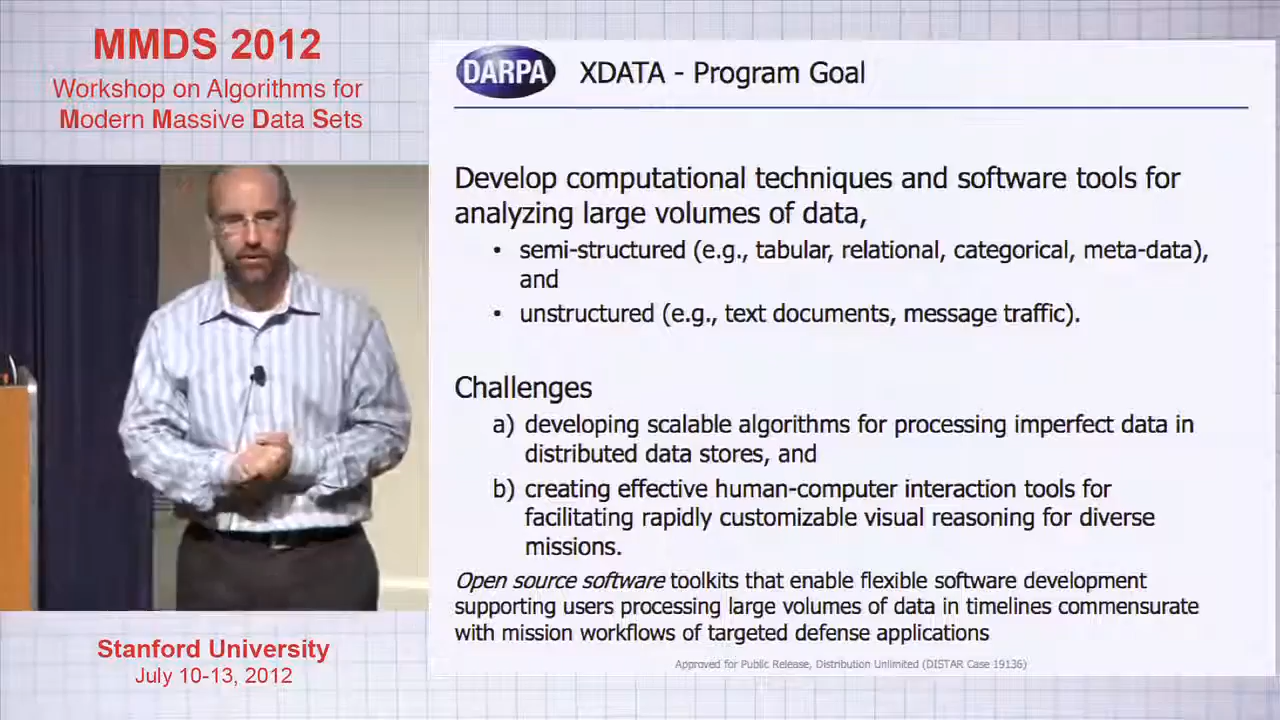 MMDS 2012
Workshop on Algorithms for
Modern Massive Data Sets
DARPA
XDATA - Program Goal
Develop computational techniques and software tools for
analyzing large volumes of data,
• semi-structured (e.g., tabular, relational, categorical, meta-data),
and
• unstructured (e.g., text documents, message traffic).
Challenges
a) developing scalable algorithms for processing imperfect data in
distributed data stores, and
b) creating effective human-computer interaction tools for
facilitating rapidly customizable visual reasoning for diverse
missions.
Open source software toolkits that enable flexible software development
supporting users processing large volumes of data in timelines commensurate
with mission workflows of targeted defense applications
Approved for Public Release, Distribution Unlimited (DISTAR Case 19136)
Stanford University
July 10-13, 2012